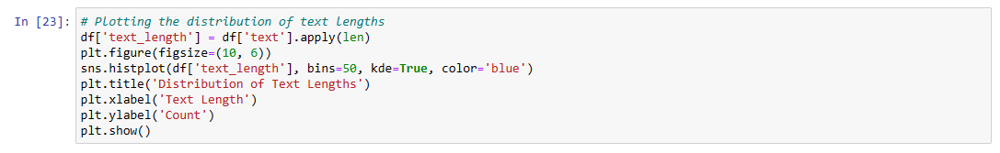 In [23]: # Plotting the distribution of text lengths
df['text_length'] = df['text'].apply(len)
plt.figure(figsize=(10, 6))
sns.histplot(df['text_length'], bins=50, kde=True, color='blue')
plt.title('Distribution of Text Lengths')
plt.xlabel('Text Length')
plt.ylabel('Count')
plt.show()